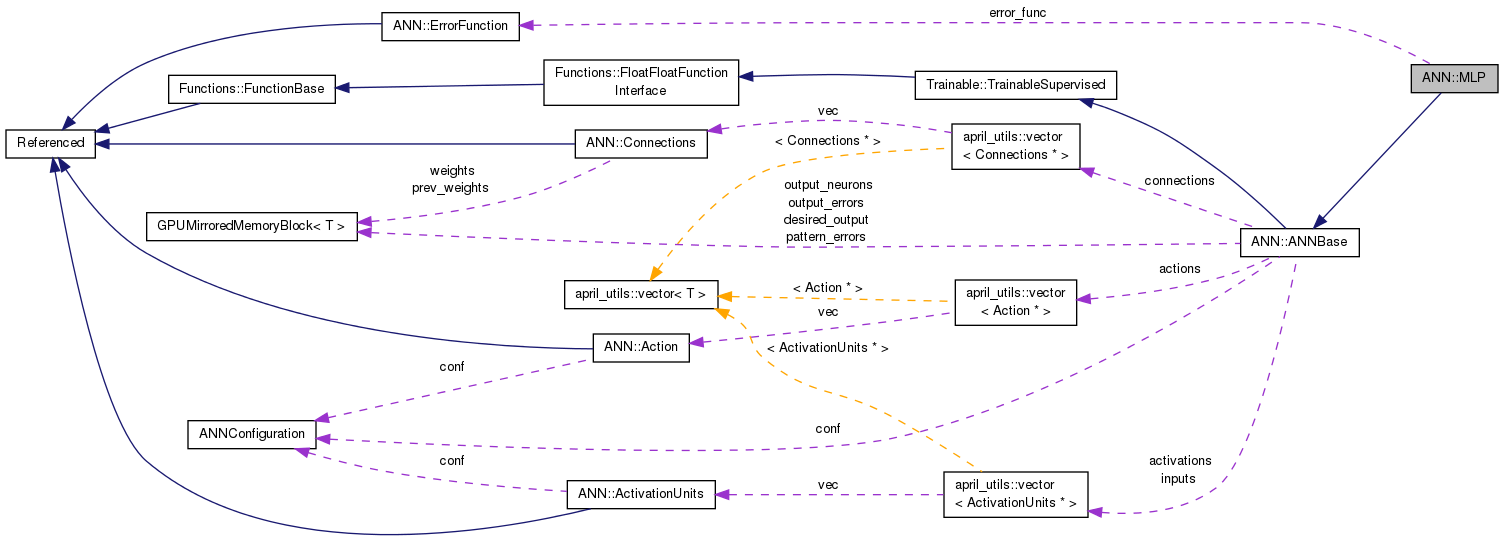 error_func
ANN::ErrorFunction
ANN::MLP
Functions::FloatFloatFunction
Interface
Functions::FunctionBase
Trainable::TrainableSupervised
vec
Referenced
ANN::Connections
< Connections * >
april_utils::vector
< Connections * >
weights
prev_weights
output_neurons
output_errors
desired_output
pattern_errors
connections
GPUMirroredMemoryBlock< T >
ANN::ANNBase
actions
april_utils::vector< T >
< Action * >
april_utils::vector
< Action * >
vec
ANN::Action
< ActivationUnits * >
conf
ANNConfiguration
conf
conf
activations
inputs
ANN::ActivationUnits
vec
april_utils::vector
< ActivationUnits * >